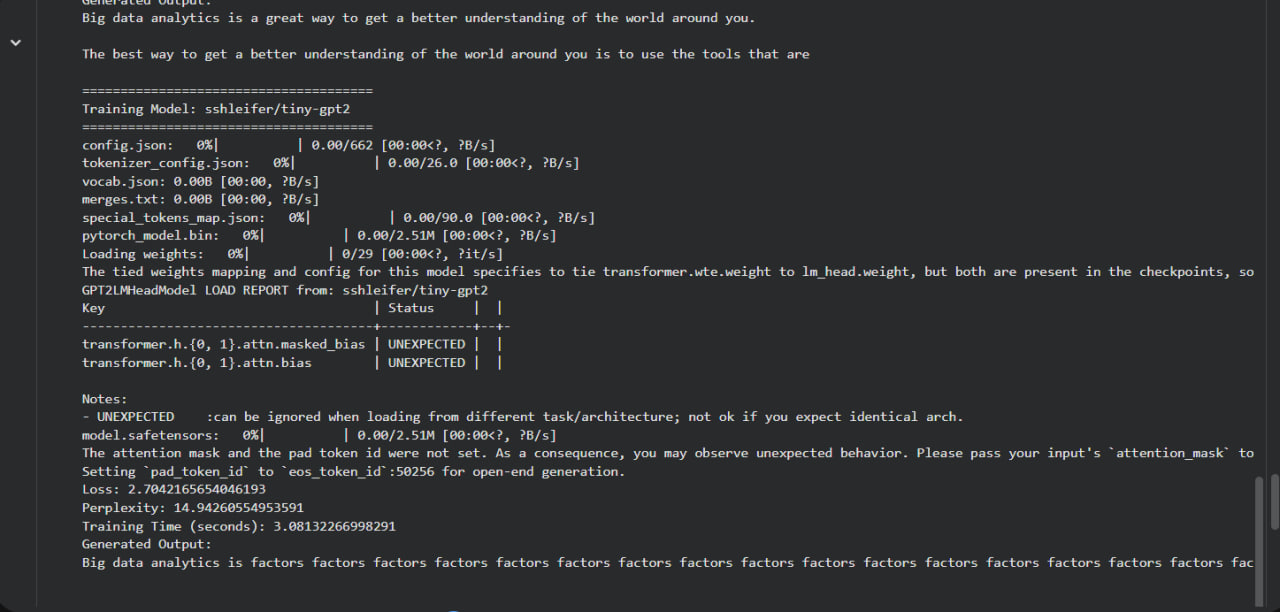 Generated Output:
Big data analytics is a great way to get a better understanding of the world around you.
The best way to get a better understanding of the world around you is to use the tools that are
======================================
Training Model: sshleifer/tiny-gpt2
======================================
config.json:   0%|          | 0.00/662 [00:00<?, ?B/s]
tokenizer_config.json:   0%|          | 0.00/26.0 [00:00<?, ?B/s]
vocab.json: 0.00B [00:00, ?B/s]
merges.txt: 0.00B [00:00, ?B/s]
special_tokens_map.json:   0%|          | 0.00/90.0 [00:00<?, ?B/s]
pytorch_model.bin:   0%|          | 0.00/2.51M [00:00<?, ?B/s]
Loading weights:   0%|          | 0/29 [00:00<?, ?it/s]
The tied weights mapping and config for this model specifies to tie transformer.wte.weight to lm_head.weight, but both are present in the checkpoints, so
GPT2LMHeadModel LOAD REPORT from: sshleifer/tiny-gpt2
Key                                   | Status     |  |
--------------------------------------+------------+--+-
transformer.h.{0, 1}.attn.masked_bias | UNEXPECTED |  |
transformer.h.{0, 1}.attn.bias        | UNEXPECTED |  |
Notes:
- UNEXPECTED    :can be ignored when loading from different task/architecture; not ok if you expect identical arch.
model.safetensors:   0%|          | 0.00/2.51M [00:00<?, ?B/s]
The attention mask and the pad token id were not set. As a consequence, you may observe unexpected behavior. Please pass your input's `attention_mask` to
Setting `pad_token_id` to `eos_token_id`:50256 for open-end generation.
Loss: 2.7042165654046193
Perplexity: 14.94260554953591
Training Time (seconds): 3.08132266998291
Generated Output:
Big data analytics is factors factors factors factors factors factors factors factors factors factors factors factors factors factors factors factors fac